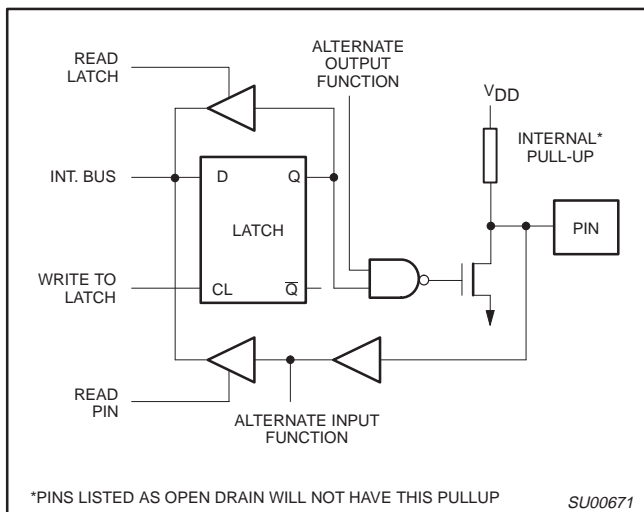 READ
LATCH
ALTERNATE
OUTPUT
FUNCTION
VDD
INTERNAL*
PULL-UP
INT. BUS
D
Q
LATCH
PIN
WRITE TO
LATCH
CL
Q̅
READ
PIN
ALTERNATE INPUT
FUNCTION
*PINS LISTED AS OPEN DRAIN WILL NOT HAVE THIS PULLUP
SU00671